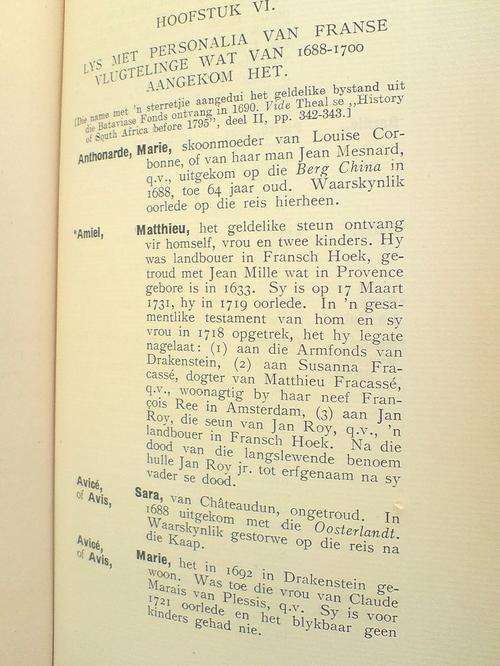 HOOFSTUK VI.
LYS MET PERSONALIA VAN FRANSE
VLUGTELINGE WAT VAN 1688-1700
AANGEKOM HET.
[Die name met 'n sterretjie aangedui het geldelike bystand uit
die Bataviase Fonds ontvang in 1690. Vide Theal se ,,History
of South Africa before 1795", deel II, pp. 342-343.]
Anthonarde, Marie, skoonmoeder van Louise Cor-
bonne, of van haar man Jean Mesnard,
q.v., uitgekom op die Berg China in
1688, toe 64 jaar oud. Waarskynlik
oorlede op die reis hierheen.
*Amiel, Matthieu, het geldelike steun ontvang
vir homself, vrou en twee kinders. Hy
was landbouer in Fransch Hoek, ge-
troud met Jean Mille wat in Provence
gebore is in 1633. Sy is op 17 Maart
1731, hy in 1719 oorlede. In 'n gesa-
mentlike testament van hom en sy
vrou in 1718 opgetrek, het hy legate
nagelaat: (1) aan die Armfonds van
Drakenstein, (2) aan Susanna Fra-
cassé, dogter van Matthieu Fracassé,
q.v., woonagtig by haar neef Fran-
çois Ree in Amsterdam, (3) aan Jan
Roy, die seun van Jan Roy, q.v., 'n
landbouer in Fransch Hoek. Na die
dood van die langslewende benoem
hulle Jan Roy jr. tot erfgenaam na sy
vader se dood.
Avicé, Sara, van Châteaudun, ongetroud. In
of Avis, 1688 uitgekom met die Oosterlandt.
Waarskynlik gestorwe op die reis na
die Kaap.
Avicé, Marie, het in 1692 in Drakenstein ge-
of Avis, woon. Was toe die vrou van Claude
Marais van Plessis, q.v. Sy is voor
1721 oorlede en het blykbaar geen
kinders gehad nie.